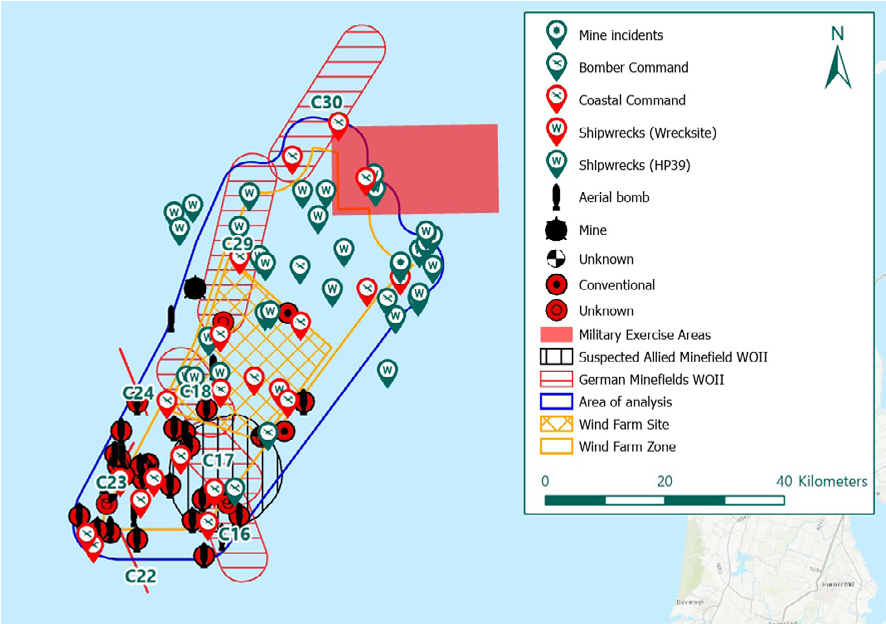 C30
C29
C24
C18
C17
C23
C16
C22
N
Mine incidents
Bomber Command
Coastal Command
Shipwrecks (Wrecksite)
Shipwrecks (HP39)
Aerial bomb
Mine
Unknown
Conventional
Unknown
Military Exercise Areas
Suspected Allied Minefield WOII
German Minefields WOII
Area of analysis
Wind Farm Site
Wind Farm Zone
0 20 40 Kilometers